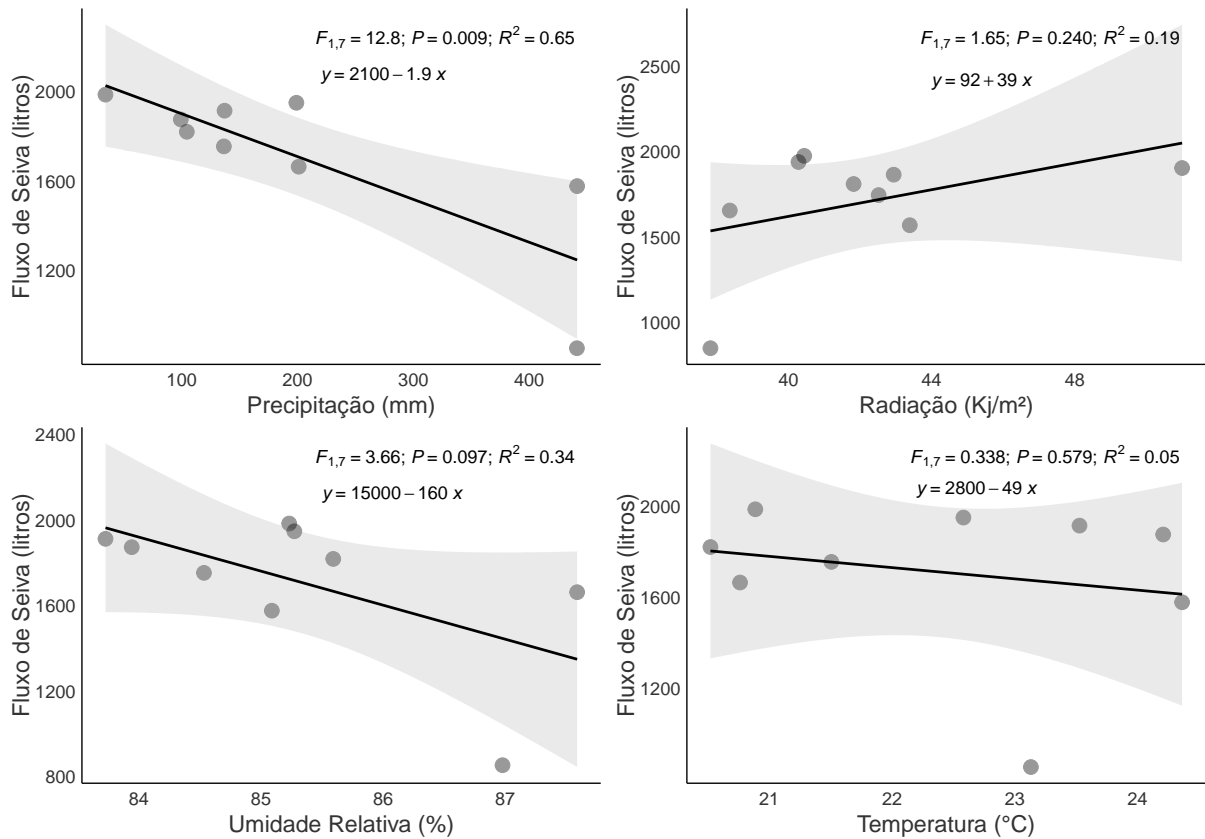 F1,7 = 12.8; P = 0.009; R² = 0.65
y = 2100 − 1.9 x
2000
1600
1200
Fluxo de Seiva (litros)
100 200 300 400
Precipitação (mm)
F1,7 = 1.65; P = 0.240; R² = 0.19
y = 92 + 39 x
2500
2000
1500
1000
Fluxo de Seiva (litros)
40 44 48
Radiação (Kj/m²)
F1,7 = 3.66; P = 0.097; R² = 0.34
y = 15000 − 160 x
2400
2000
1600
1200
800
Fluxo de Seiva (litros)
84 85 86 87
Umidade Relativa (%)
F1,7 = 0.338; P = 0.579; R² = 0.05
y = 2800 − 49 x
2000
1600
1200
Fluxo de Seiva (litros)
21 22 23 24
Temperatura (°C)